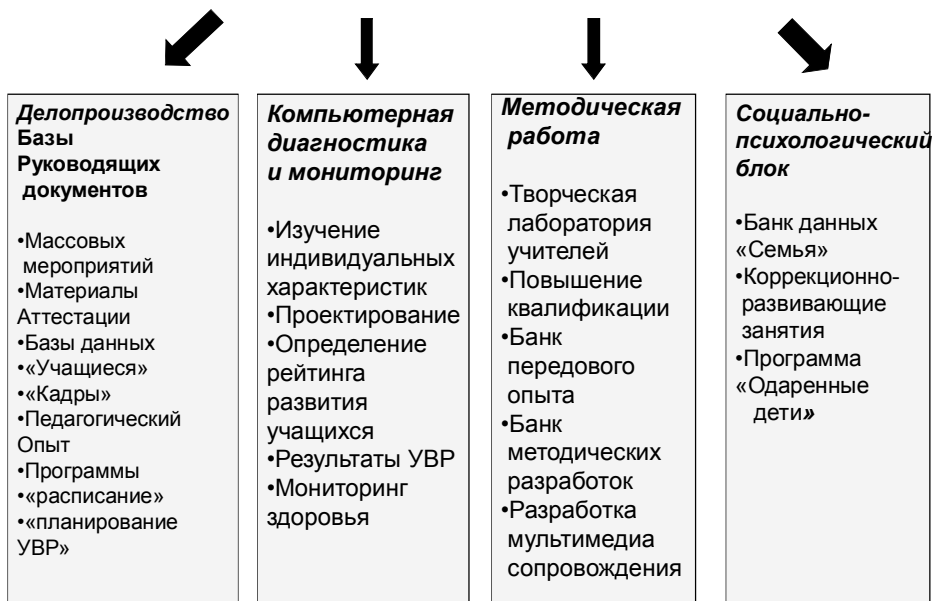 Делопроизводство
Базы
Руководящих
документов
•Массовых
мероприятий
•Материалы
Аттестации
•Базы данных
•«Учащиеся»
•«Кадры»
•Педагогический
Опыт
•Программы
•«расписание»
•«планирование
УВР»
Компьютерная
диагностика
и мониторинг
•Изучение
индивидуальных
характеристик
•Проектирование
•Определение
рейтинга
развития
учащихся
•Результаты УВР
•Мониторинг
здоровья
Методическая
работа
•Творческая
лаборатория
учителей
•Повышение
квалификации
•Банк
передового
опыта
•Банк
методических
разработок
•Разработка
мультимедиа
сопровождения
Социально-
психологический
блок
•Банк данных
«Семья»
•Коррекционно-
развивающие
занятия
•Программа
«Одаренные
дети»